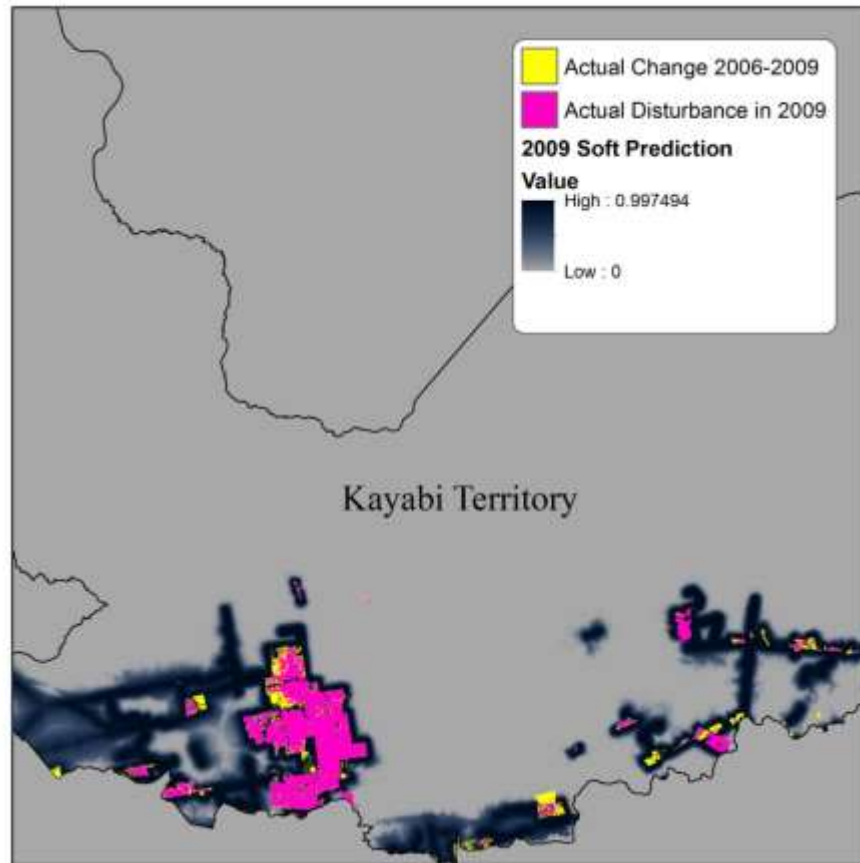 Actual Change 2006-2009
Actual Disturbance in 2009
2009 Soft Prediction
Value
High : 0.997494
Low : 0
Kayabi Territory